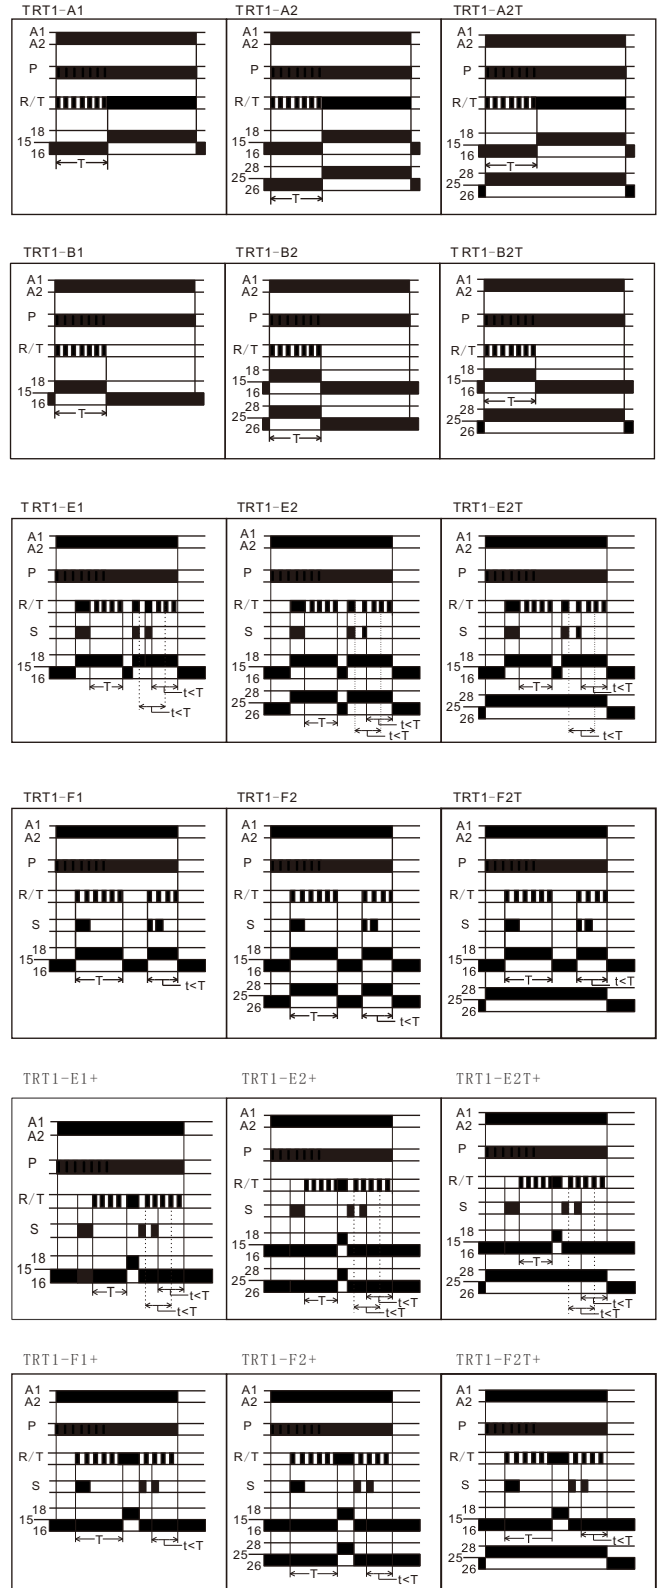 TRT1-A1
A1
A2
P
R/T
18
15
16
T
TRT1-A2
A1
A2
P
R/T
18
15
16
28
25
26
T
TRT1-A2T
A1
A2
P
R/T
18
15
16
T
28
25
26
TRT1-B1
A1
A2
P
R/T
18
15
16
T
TRT1-B2
A1
A2
P
R/T
18
15
16
28
25
26
T
TRT1-B2T
A1
A2
P
R/T
18
15
16
T
28
25
26
TRT1-E1
A1
A2
P
R/T
S
18
15
16
T
t<T
t<T
TRT1-E2
A1
A2
P
R/T
S
18
15
16
28
25
26
T
t<T
t<T
TRT1-E2T
A1
A2
P
R/T
S
18
15
16
T
t<T
28
25
26
t<T
TRT1-F1
A1
A2
P
R/T
S
18
15
16
T
t<T
TRT1-F2
A1
A2
P
R/T
S
18
15
16
28
25
26
T
t<T
TRT1-F2T
A1
A2
P
R/T
S
18
15
16
T
t<T
28
25
26
TRT1-E1+
A1
A2
P
R/T
S
18
15
16
T
t<T
t<T
TRT1-E2+
A1
A2
P
R/T
S
18
15
16
28
25
26
T
t<T
t<T
TRT1-E2T+
A1
A2
P
R/T
S
18
15
16
T
28
25
26
t<T
t<T
TRT1-F1+
A1
A2
P
R/T
S
18
15
16
T
t<T
TRT1-F2+
A1
A2
P
R/T
S
18
15
16
28
25
26
T
t<T
TRT1-F2T+
A1
A2
P
R/T
S
18
15
16
T
t<T
28
25
26